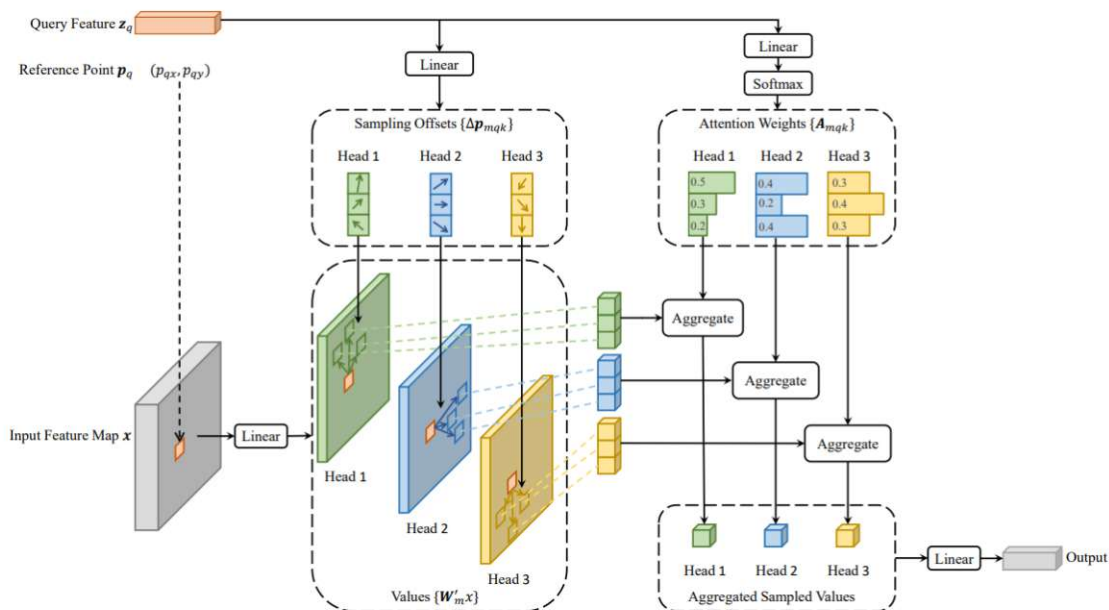 Query Feature z_q
Linear
Reference Point p_q (p_qx, p_qy)
Linear
Softmax
Sampling Offsets {Δp_mqk}
Attention Weights {A_mqk}
Head 1 Head 2 Head 3
Head 1 Head 2 Head 3
0.5 0.4 0.3
0.3 0.2 0.4
0.2 0.4 0.3
Aggregate
Aggregate
Input Feature Map x
Linear
Aggregate
Head 1
Head 2
Head 3
Values {W'_m x}
Head 1 Head 2 Head 3
Aggregated Sampled Values
Linear
Output